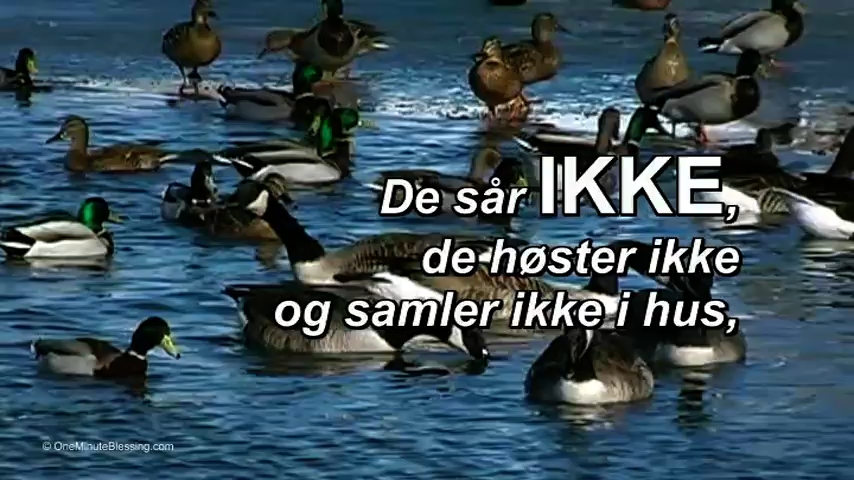 De sår IKKE,
de høster ikke
og samler ikke i hus,
© OneMinuteBlessing.com